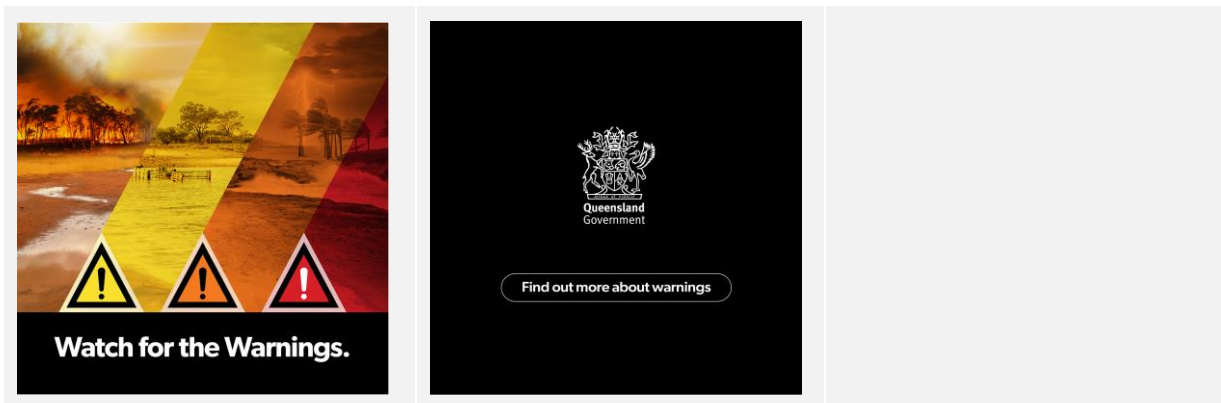 Watch for the Warnings.
Queensland
Government
Find out more about warnings